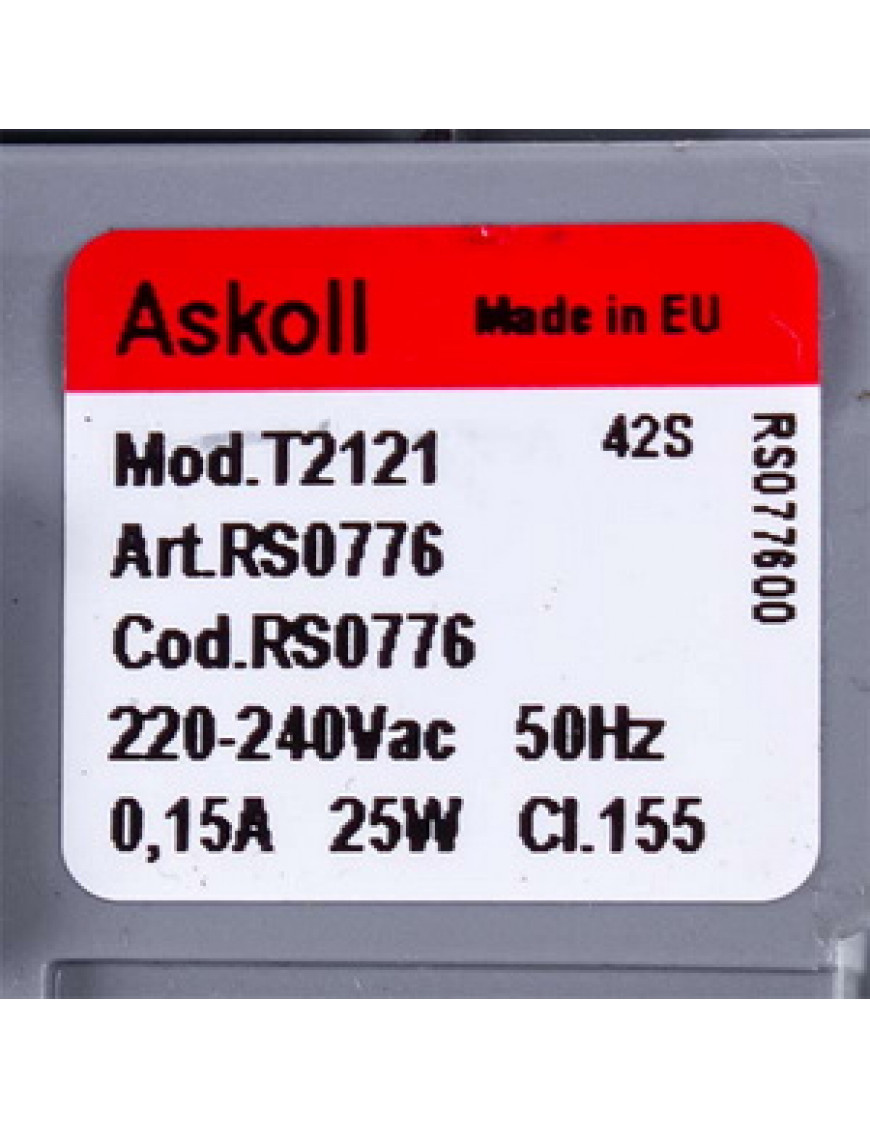 Askoll Made in EU
Mod.T2121 42S
Art.RS0776
Cod.RS0776
220-240Vac 50Hz
0,15A 25W Cl.155
RS077600